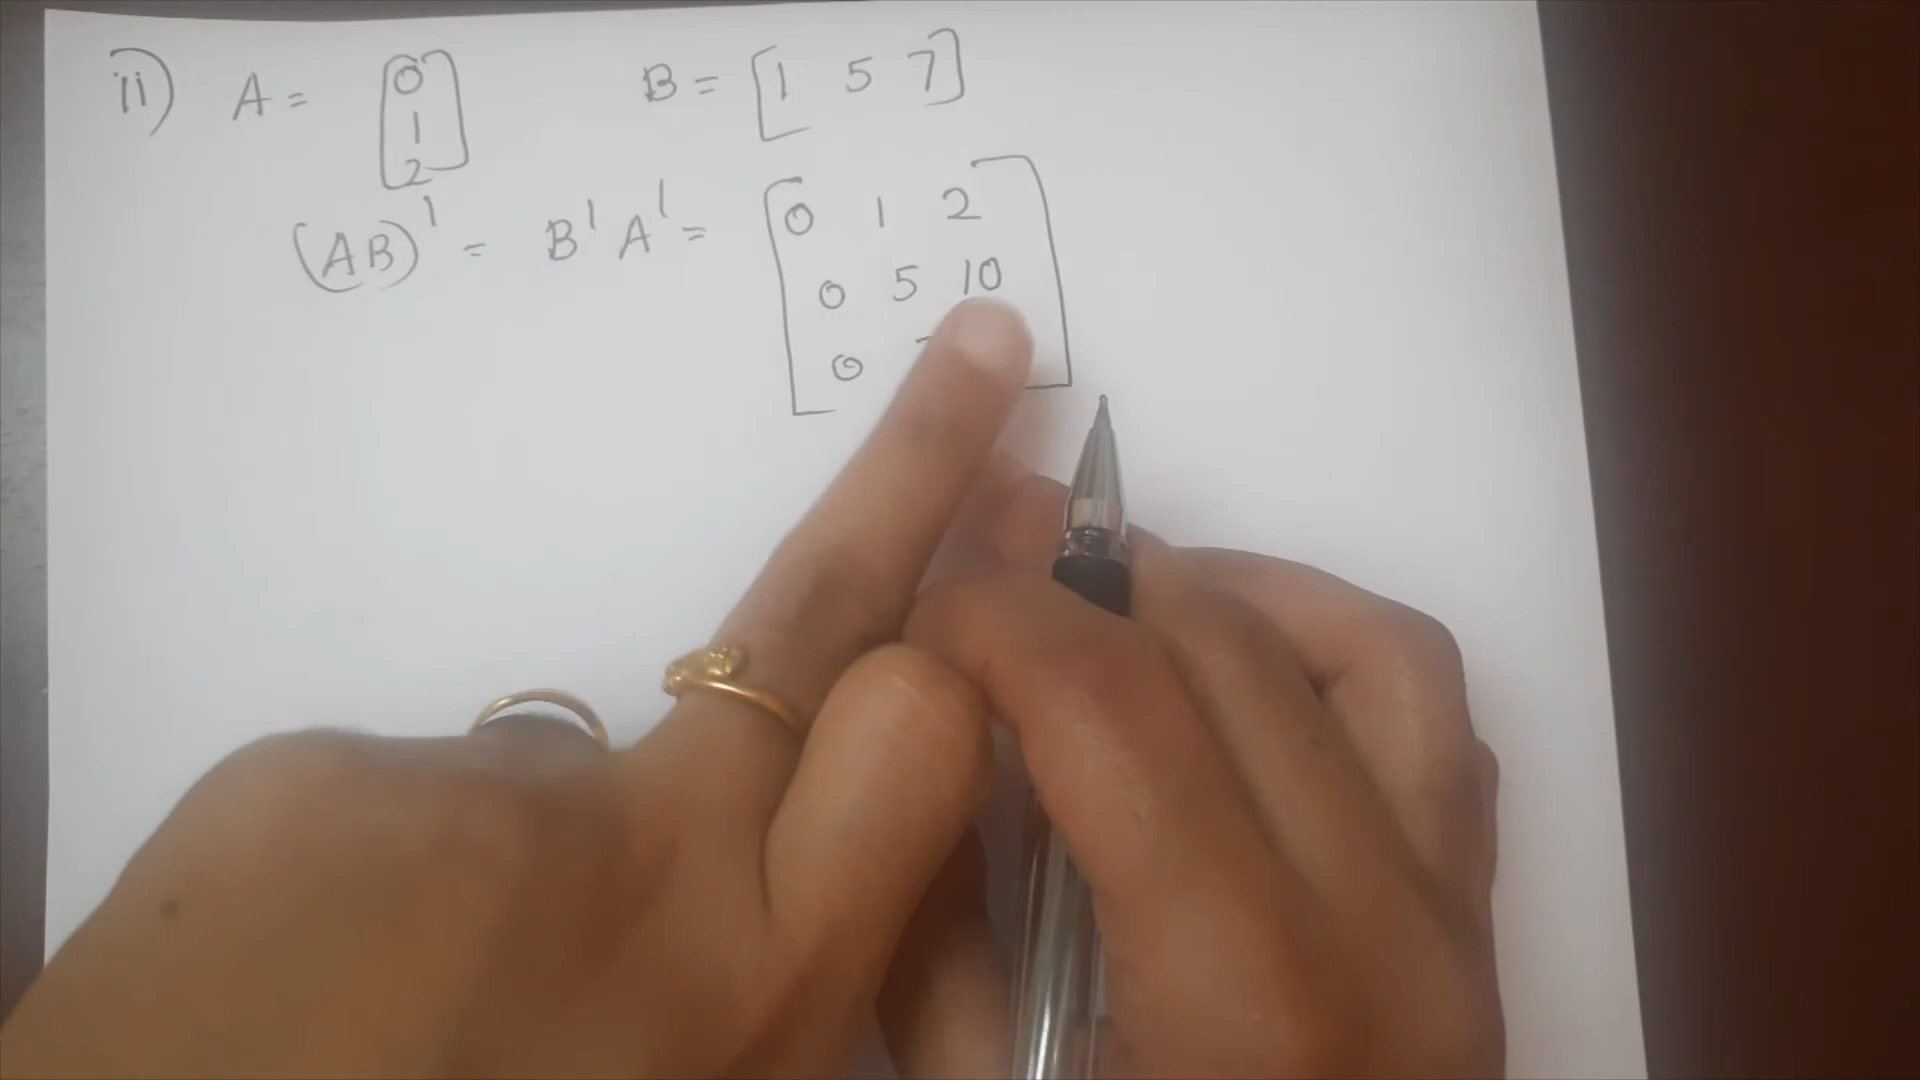 ii) A = [0 1 2] B = [1 5 7]
(AB)' = B'A' = [0 1 2
0 5 10
0